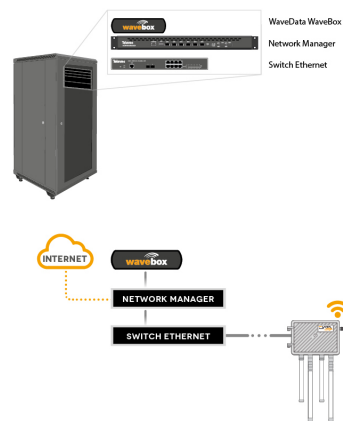 wavebox
WaveData WaveBox
Network Manager
Switch Ethernet
INTERNET
wavebox
NETWORK MANAGER
SWITCH ETHERNET